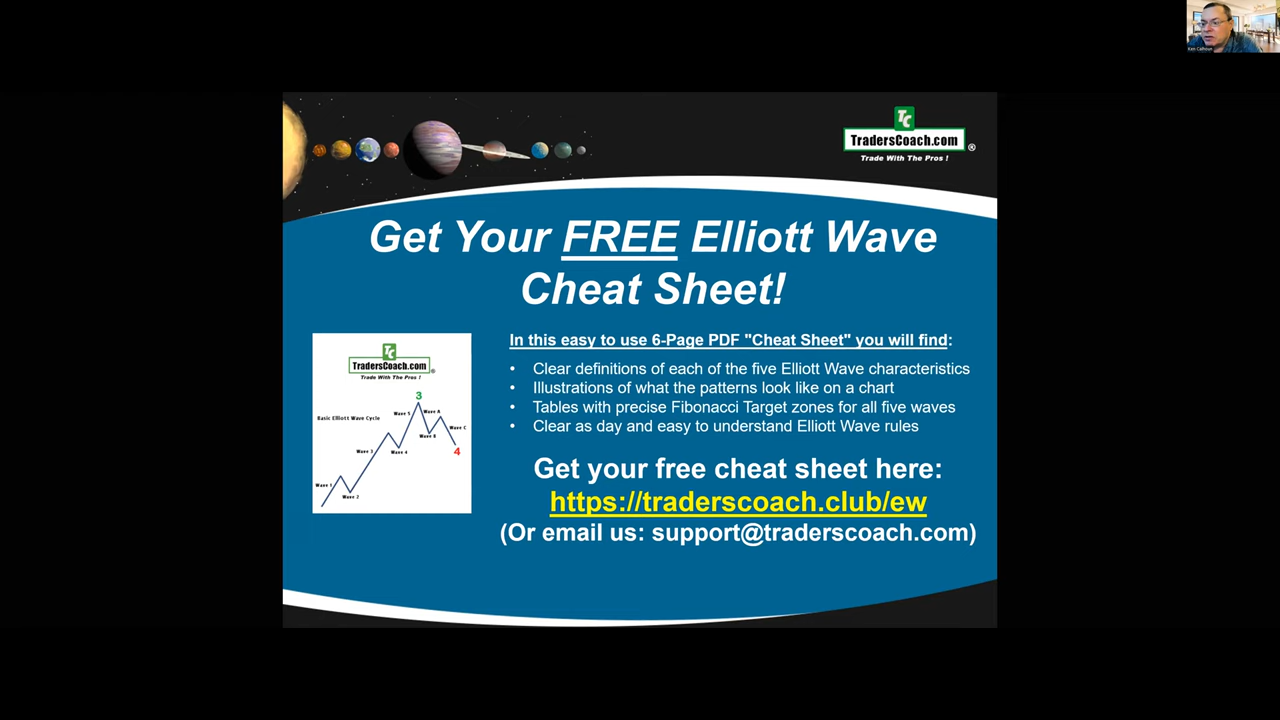 Ken Calhoun
TC
TradersCoach.com®
Trade With The Pros !
Get Your FREE Elliott Wave
Cheat Sheet!
In this easy to use 6-Page PDF "Cheat Sheet" you will find:
• Clear definitions of each of the five Elliott Wave characteristics
• Illustrations of what the patterns look like on a chart
• Tables with precise Fibonacci Target zones for all five waves
• Clear as day and easy to understand Elliott Wave rules
TC
TradersCoach.com®
Trade With The Pros !
3
Basic Elliott Wave Cycle
Wave 5
Wave A
Wave C
Wave B
Wave 3
Wave 4
4
Wave 1
Wave 2
Get your free cheat sheet here:
https://traderscoach.club/ew
(Or email us: support@traderscoach.com)